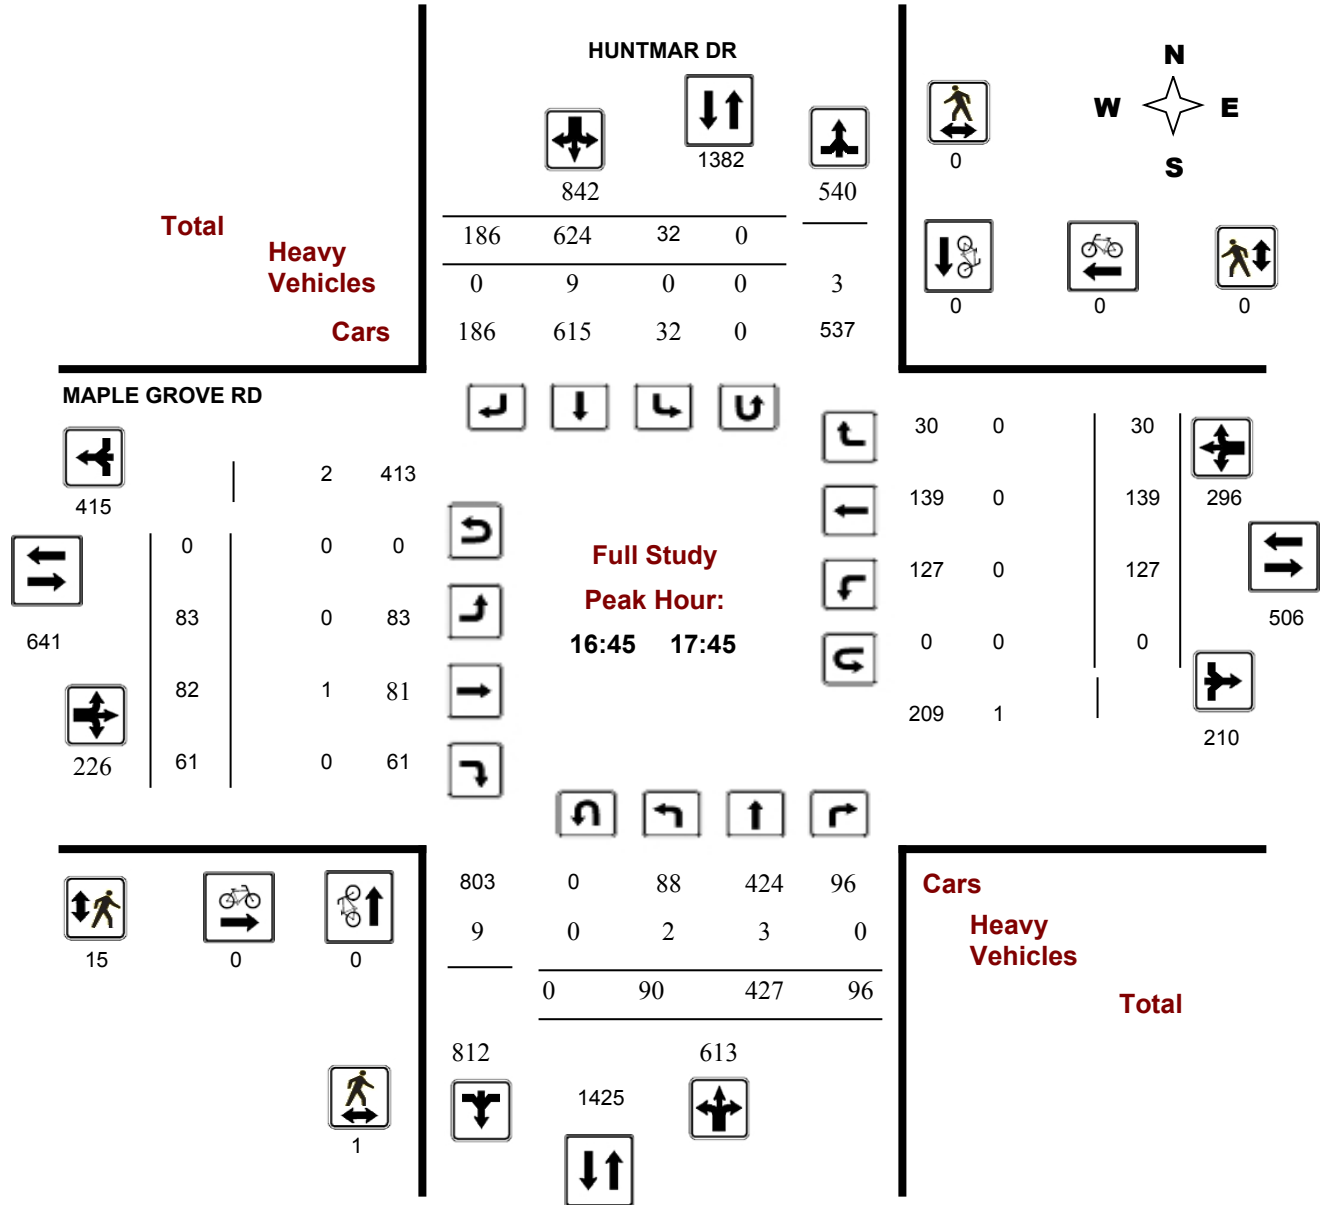 HUNTMAR DR
N
W E
S
1382
842
540
0
Total
186 624 32 0
Heavy
Vehicles
0 9 0 0 3
Cars
186 615 32 0 537
0 0 0
MAPLE GROVE RD
30 0 30
2 413
415
139 0 139 296
0 0 0
Full Study
127 0 127
Peak Hour:
83 0 83
506
641
16:45 17:45
0 0 0
82 1 81
209 1
210
226 61 0 61
803 0 88 424 96
Cars
9 0 2 3 0
Heavy
Vehicles
15 0 0
0 90 427 96
Total
812 613
1425
1